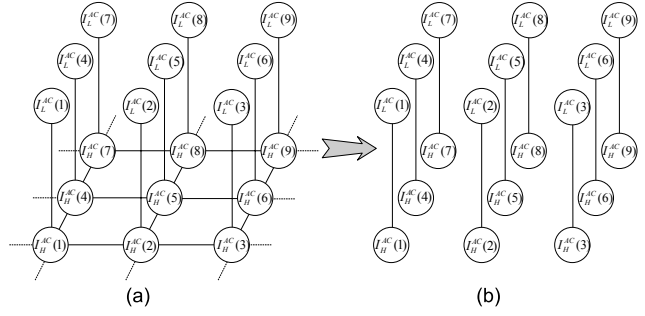 I_L^{AC}(7) I_L^{AC}(8) I_L^{AC}(9) I_L^{AC}(7) I_L^{AC}(8) I_L^{AC}(9)
I_L^{AC}(4) I_L^{AC}(5) I_L^{AC}(6) I_L^{AC}(4) I_L^{AC}(5) I_L^{AC}(6)
I_L^{AC}(1) I_L^{AC}(2) I_L^{AC}(3) I_L^{AC}(1) I_L^{AC}(2) I_L^{AC}(3)
I_H^{AC}(7) I_H^{AC}(8) I_H^{AC}(9) I_H^{AC}(7) I_H^{AC}(8) I_H^{AC}(9)
I_H^{AC}(4) I_H^{AC}(5) I_H^{AC}(6) I_H^{AC}(4) I_H^{AC}(5) I_H^{AC}(6)
I_H^{AC}(1) I_H^{AC}(2) I_H^{AC}(3) I_H^{AC}(1) I_H^{AC}(2) I_H^{AC}(3)
(a) (b)